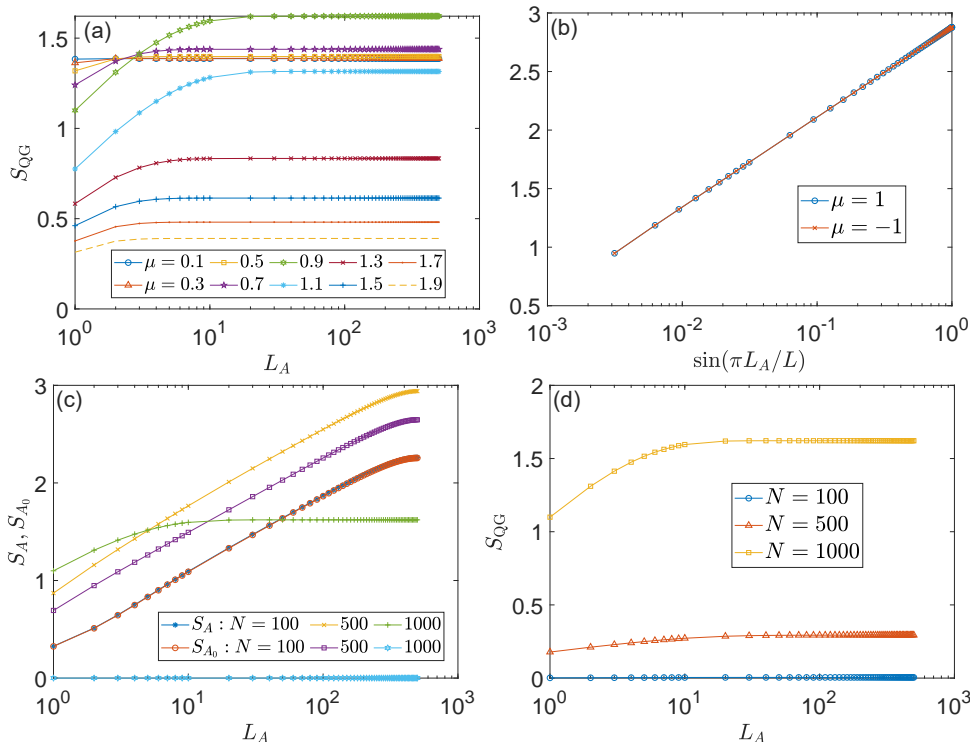 (a)
S_QG
1.5
1
0.5
0
μ = 0.1 0.5 0.9 1.3 1.7
μ = 0.3 0.7 1.1 1.5 1.9
10^0 10^1 10^2 10^3
L_A
(b)
3
2.5
2
1.5
1
0.5
μ = 1
μ = −1
10^-3 10^-2 10^-1 10^0
sin(πL_A/L)
(c)
S_A, S_A_0
3
2
1
0
S_A : N = 100 500 1000
S_A_0 : N = 100 500 1000
10^0 10^1 10^2 10^3
L_A
(d)
S_QG
2
1.5
1
0.5
0
N = 100
N = 500
N = 1000
10^0 10^1 10^2 10^3
L_A